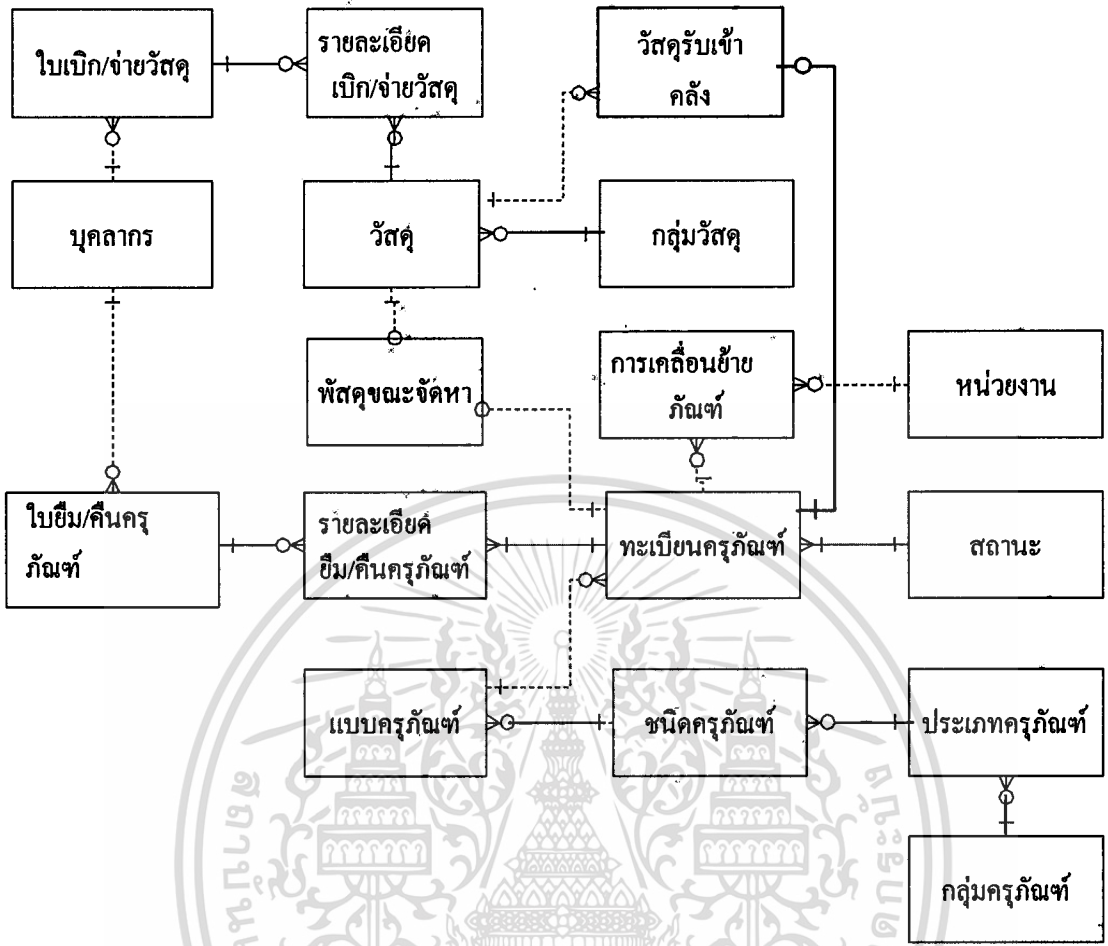 ใบเบิก/จ่ายวัสดุ
รายละเอียด
เบิก/จ่ายวัสดุ
วัสดุรับเข้า
คลัง
บุคลากร
วัสดุ
กลุ่มวัสดุ
พัสดุขณะจัดหา
การเคลื่อนย้าย
ภัณฑ์
หน่วยงาน
ใบยืม/คืนครุ
ภัณฑ์
รายละเอียด
ยืม/คืนครุภัณฑ์
ทะเบียนครุภัณฑ์
สถานะ
แบบครุภัณฑ์
ชนิดครุภัณฑ์
ประเภทครุภัณฑ์
กลุ่มครุภัณฑ์